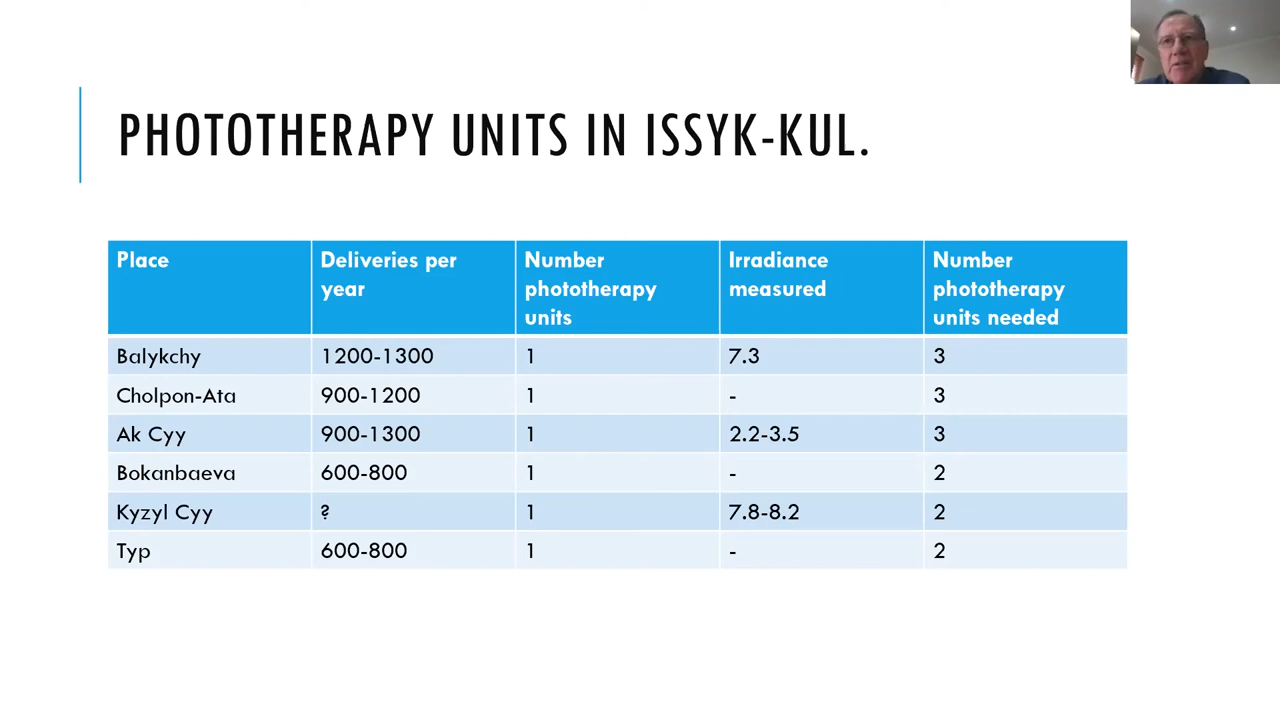 PHOTOTHERAPY UNITS IN ISSYK-KUL.
Place Deliveries per year Number phototherapy units Irradiance measured Number phototherapy units needed
Balykchy 1200-1300 1 7.3 3
Cholpon-Ata 900-1200 1 - 3
Ak Cyy 900-1300 1 2.2-3.5 3
Bokanbaeva 600-800 1 - 2
Kyzyl Cyy ? 1 7.8-8.2 2
Typ 600-800 1 - 2